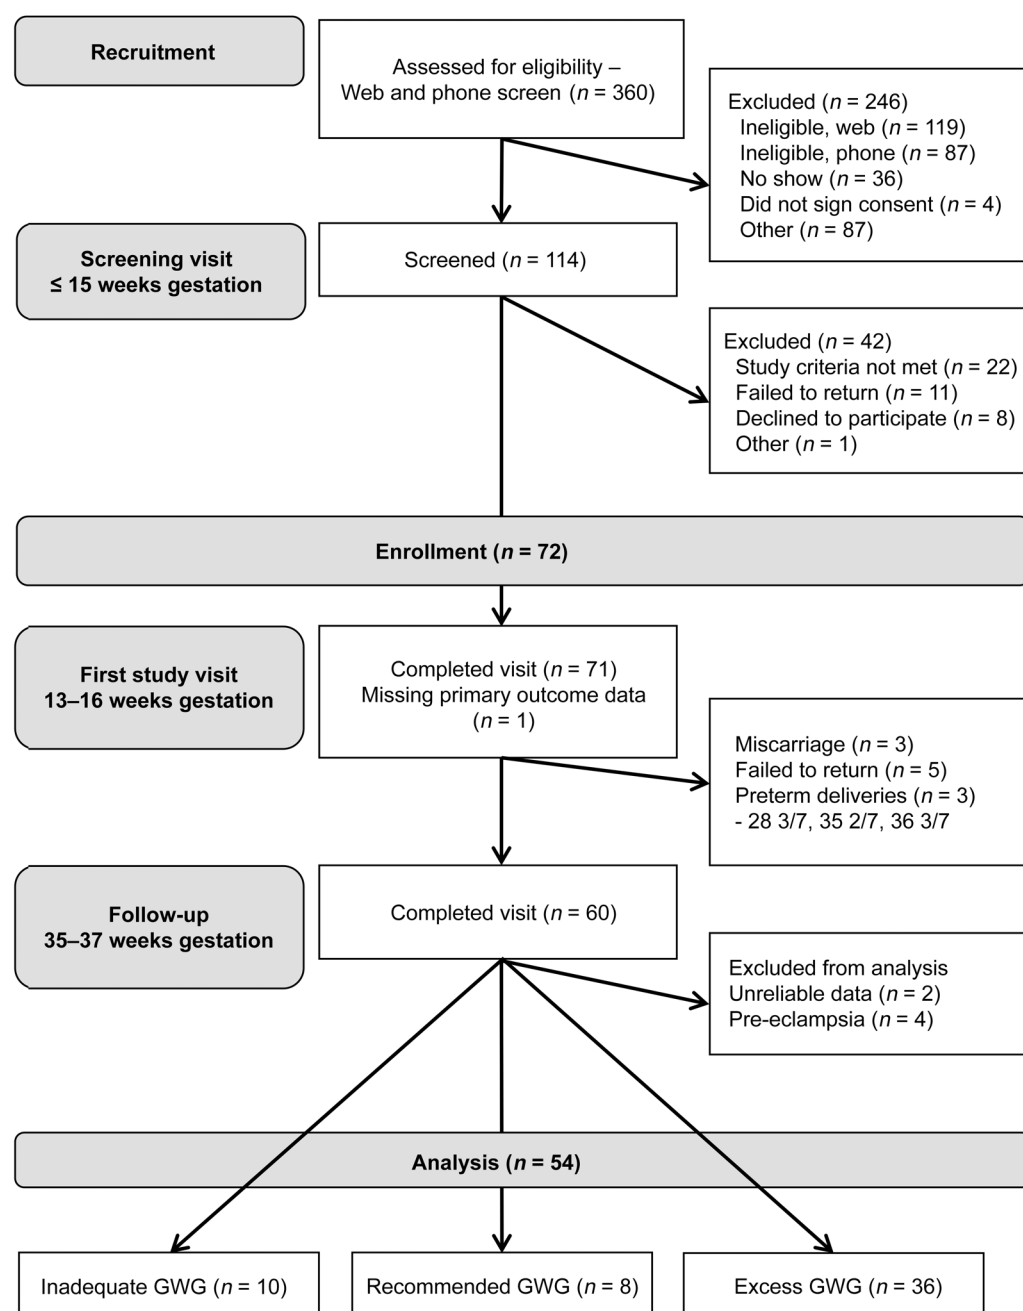 Recruitment
Assessed for eligibility –
Web and phone screen (n = 360)
Excluded (n = 246)
Ineligible, web (n = 119)
Ineligible, phone (n = 87)
No show (n = 36)
Did not sign consent (n = 4)
Other (n = 87)
Screening visit
≤ 15 weeks gestation
Screened (n = 114)
Excluded (n = 42)
Study criteria not met (n = 22)
Failed to return (n = 11)
Declined to participate (n = 8)
Other (n = 1)
Enrollment (n = 72)
First study visit
13–16 weeks gestation
Completed visit (n = 71)
Missing primary outcome data
(n = 1)
Miscarriage (n = 3)
Failed to return (n = 5)
Preterm deliveries (n = 3)
- 28 3/7, 35 2/7, 36 3/7
Follow-up
35–37 weeks gestation
Completed visit (n = 60)
Excluded from analysis
Unreliable data (n = 2)
Pre-eclampsia (n = 4)
Analysis (n = 54)
Inadequate GWG (n = 10)
Recommended GWG (n = 8)
Excess GWG (n = 36)